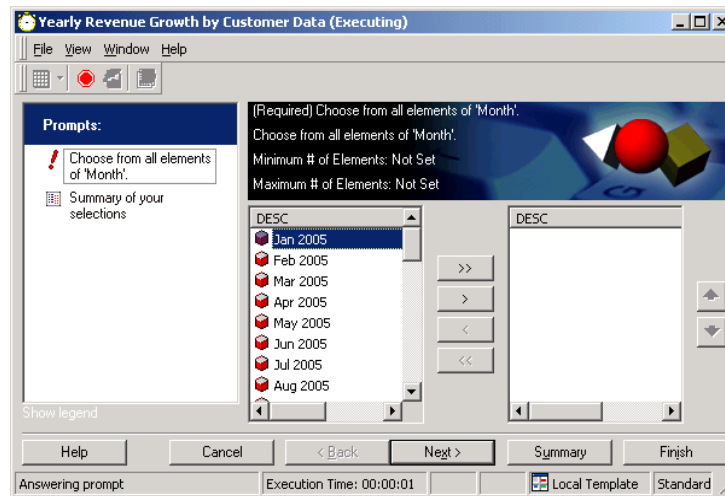 Yearly Revenue Growth by Customer Data (Executing)
File View Window Help
Prompts:
Choose from all elements
of 'Month'.
Summary of your
selections
Show legend
(Required) Choose from all elements of 'Month'.
Choose from all elements of 'Month'.
Minimum # of Elements: Not Set
Maximum # of Elements: Not Set
DESC
Jan 2005
Feb 2005
Mar 2005
Apr 2005
May 2005
Jun 2005
Jul 2005
Aug 2005
>>
>
<
<<
DESC
Help Cancel < Back Next > Summary Finish
Answering prompt Execution Time: 00:00:01 Local Template Standard